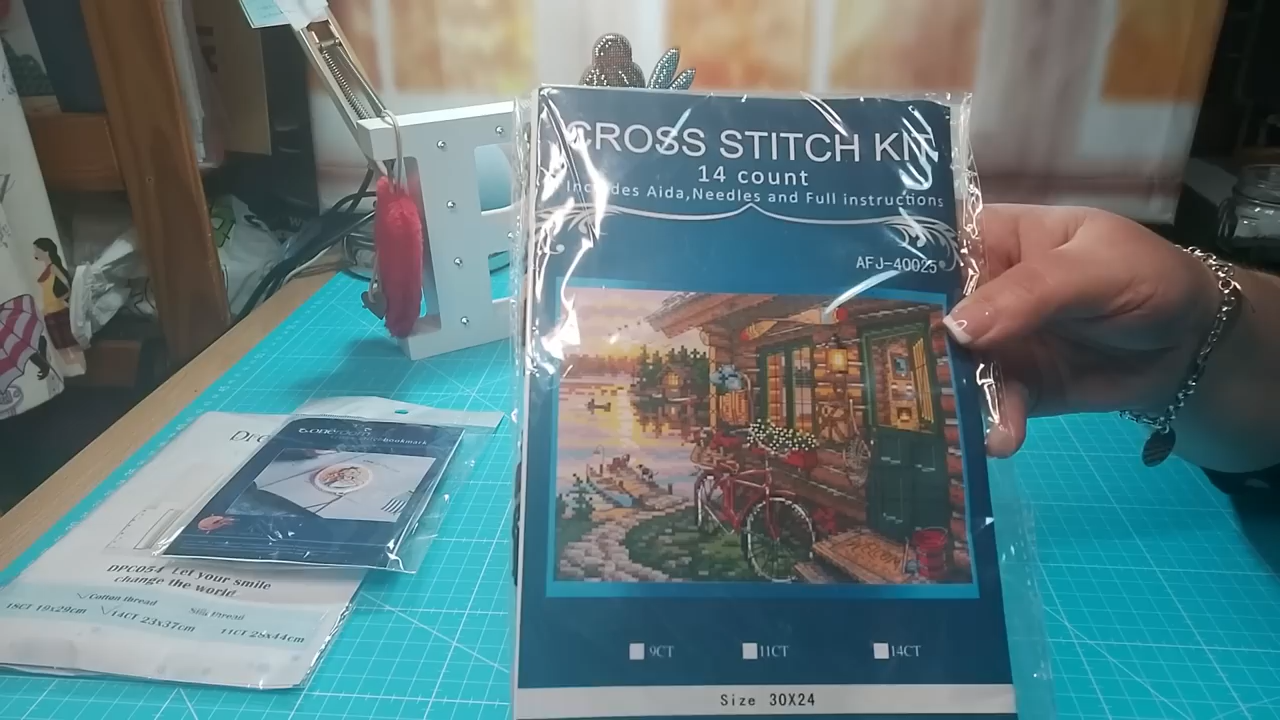 CROSS STITCH KIT
14 count
Includes Aida,Needles and Full instructions
AFJ-40025
9CT 11CT 14CT
Size 30X24
bookmark
DPC054 Let your smile
change the world
Cotton thread Silk thread
18CT 19x29cm 14CT 23x37cm 11CT 28x44cm